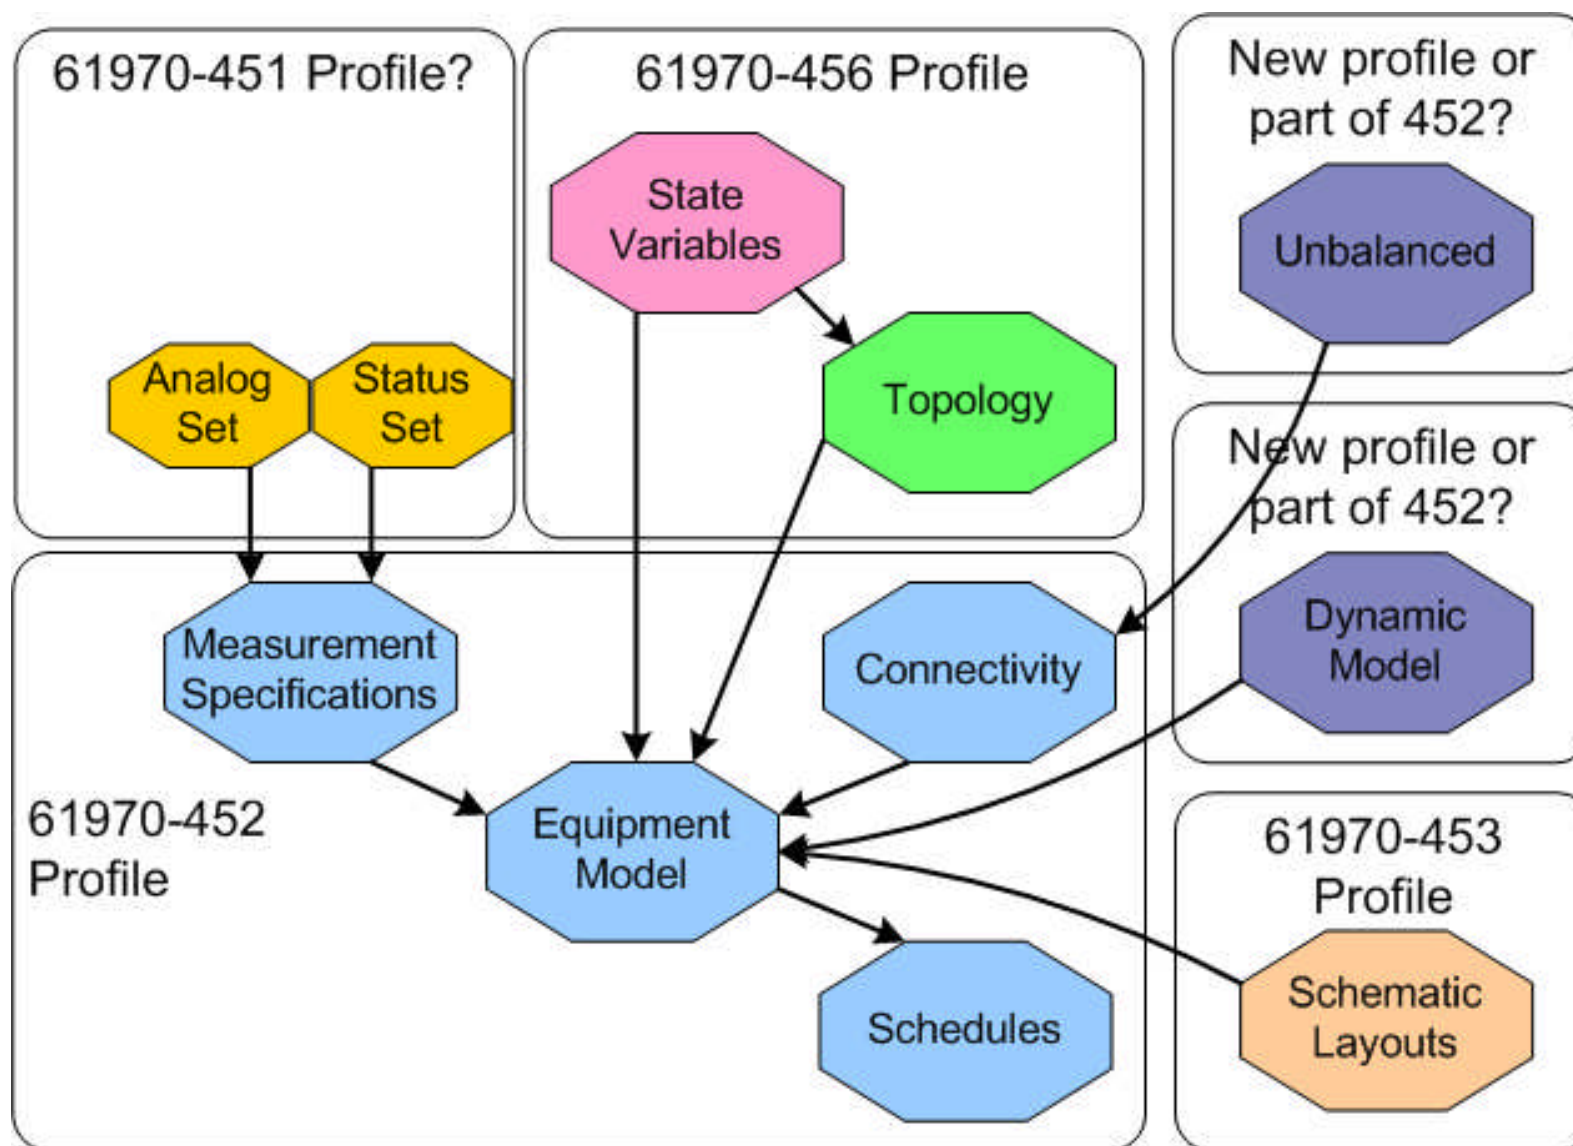 61970-451 Profile?
61970-456 Profile
New profile or
part of 452?
State
Variables
Unbalanced
Analog
Set
Status
Set
Topology
New profile or
part of 452?
Dynamic
Model
Measurement
Specifications
Connectivity
61970-452
Profile
Equipment
Model
61970-453
Profile
Schedules
Schematic
Layouts